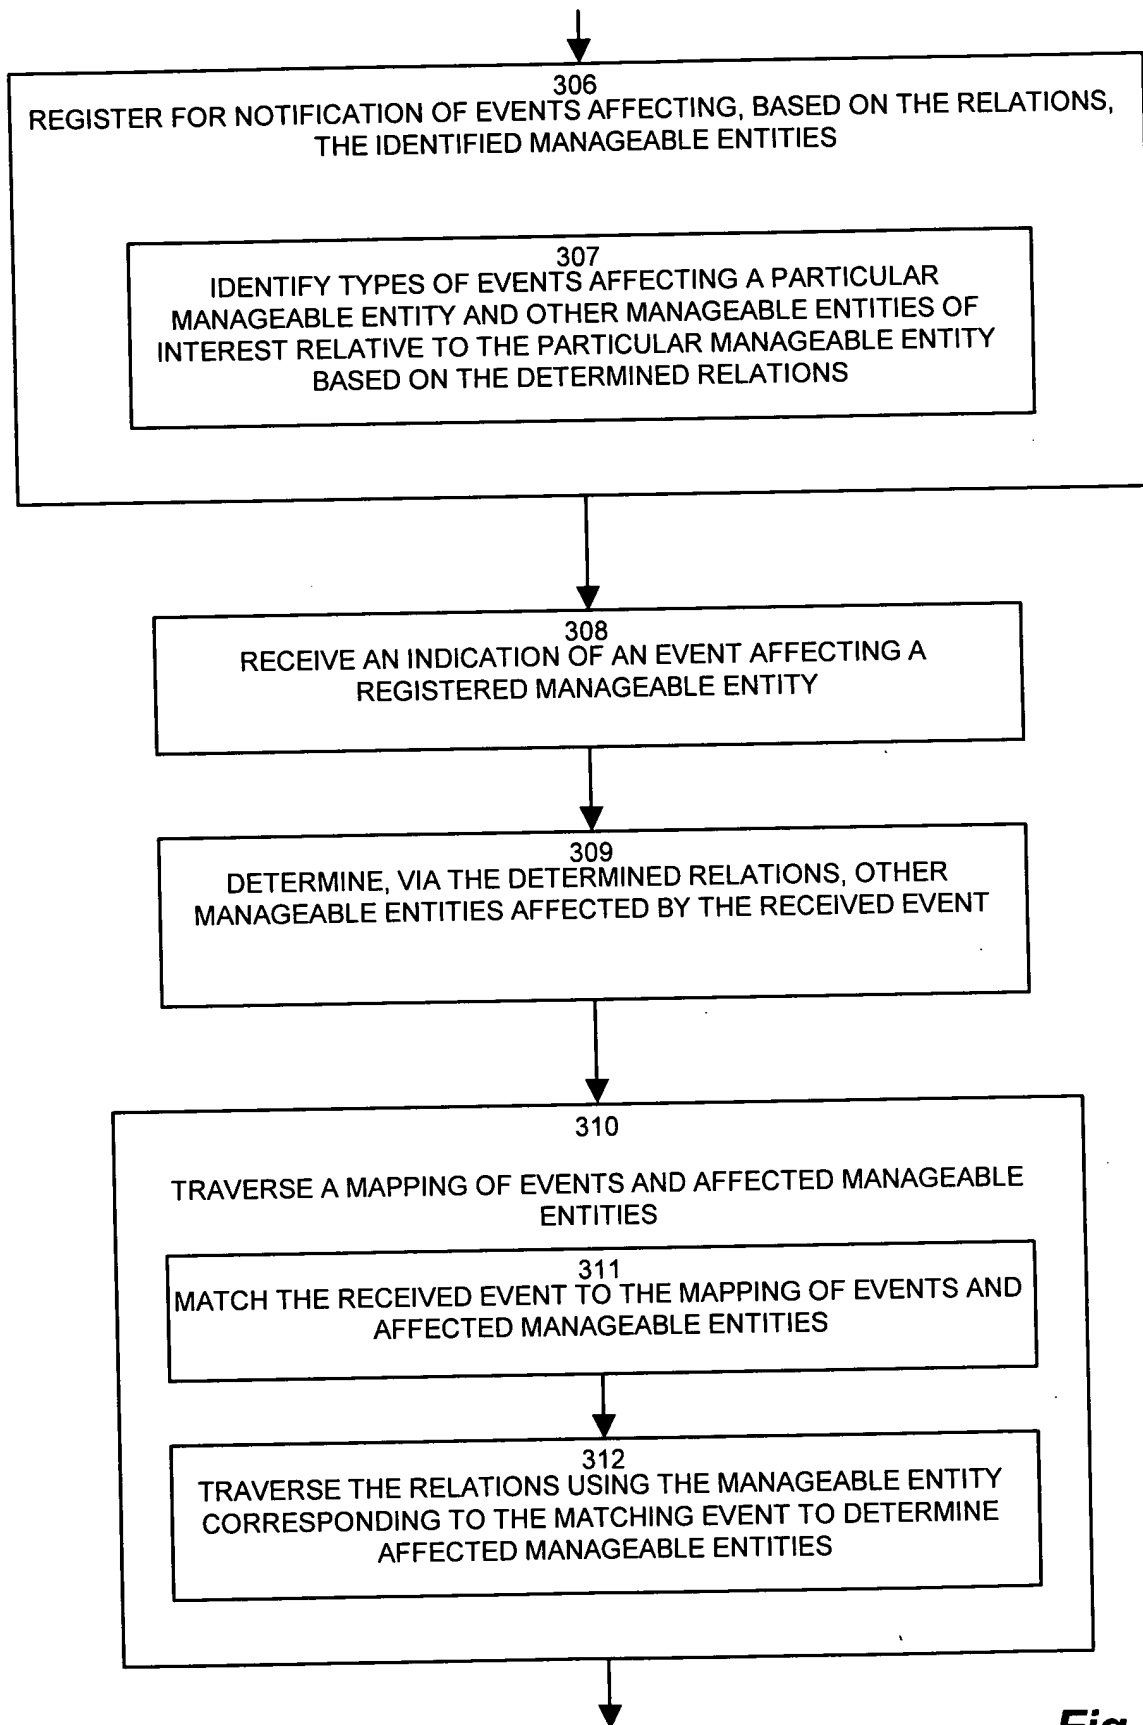 306
REGISTER FOR NOTIFICATION OF EVENTS AFFECTING, BASED ON THE RELATIONS,
THE IDENTIFIED MANAGEABLE ENTITIES
307
IDENTIFY TYPES OF EVENTS AFFECTING A PARTICULAR
MANAGEABLE ENTITY AND OTHER MANAGEABLE ENTITIES OF
INTEREST RELATIVE TO THE PARTICULAR MANAGEABLE ENTITY
BASED ON THE DETERMINED RELATIONS
308
RECEIVE AN INDICATION OF AN EVENT AFFECTING A
REGISTERED MANAGEABLE ENTITY
309
DETERMINE, VIA THE DETERMINED RELATIONS, OTHER
MANAGEABLE ENTITIES AFFECTED BY THE RECEIVED EVENT
310
TRAVERSE A MAPPING OF EVENTS AND AFFECTED MANAGEABLE
ENTITIES
311
MATCH THE RECEIVED EVENT TO THE MAPPING OF EVENTS AND
AFFECTED MANAGEABLE ENTITIES
312
TRAVERSE THE RELATIONS USING THE MANAGEABLE ENTITY
CORRESPONDING TO THE MATCHING EVENT TO DETERMINE
AFFECTED MANAGEABLE ENTITIES
Fig